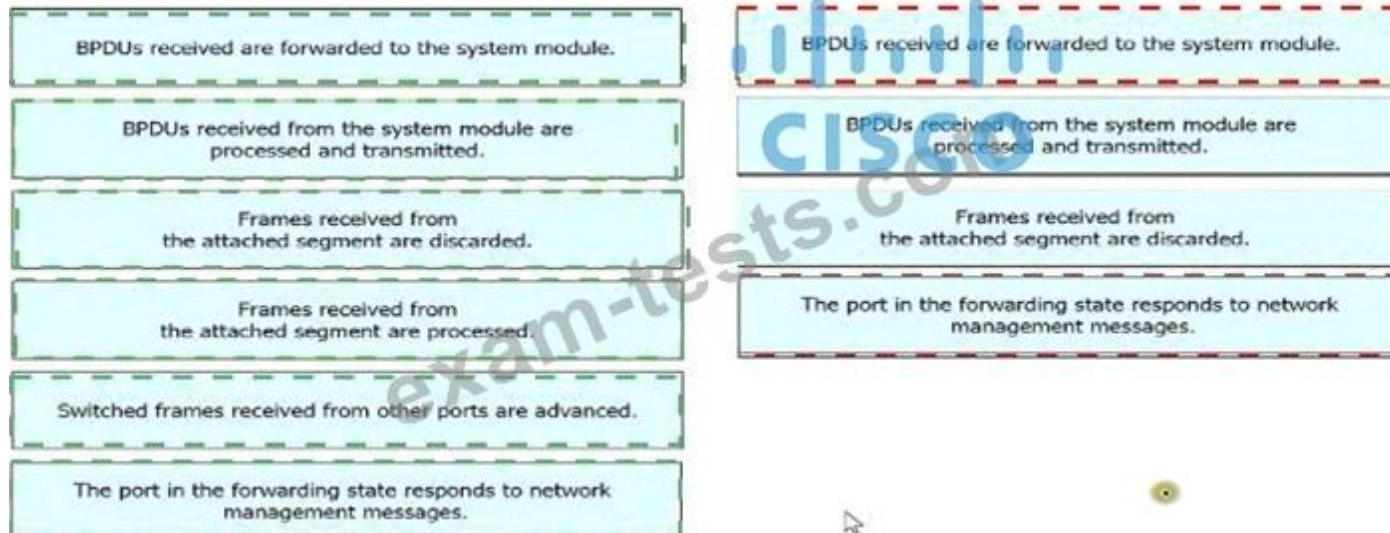 BPDUs received are forwarded to the system module.
BPDUs received from the system module are
processed and transmitted.
Frames received from
the attached segment are discarded.
Frames received from
the attached segment are processed.
Switched frames received from other ports are advanced.
The port in the forwarding state responds to network
management messages.
BPDUs received are forwarded to the system module.
BPDUs received from the system module are
processed and transmitted.
Frames received from
the attached segment are discarded.
The port in the forwarding state responds to network
management messages.
CISCO
exam-tests.com